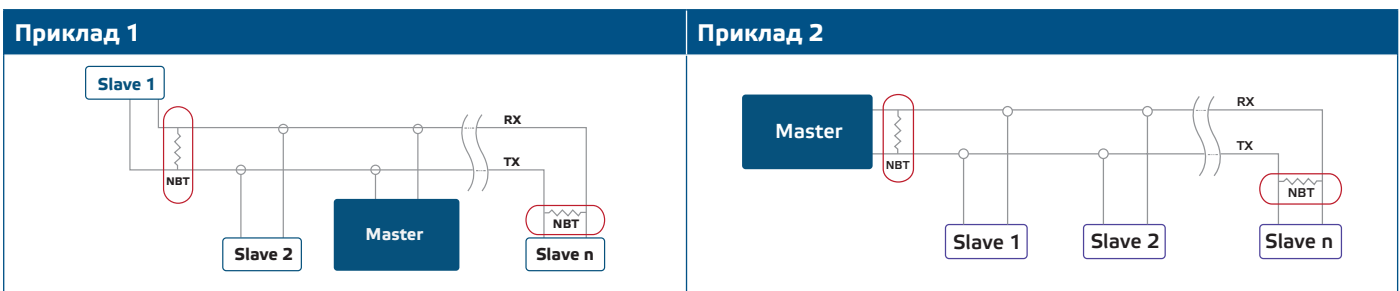 Приклад 1
Slave 1
RX
TX
NBT
NBT
Slave 2
Master
Slave n
Приклад 2
Master
RX
TX
NBT
NBT
Slave 1
Slave 2
Slave n